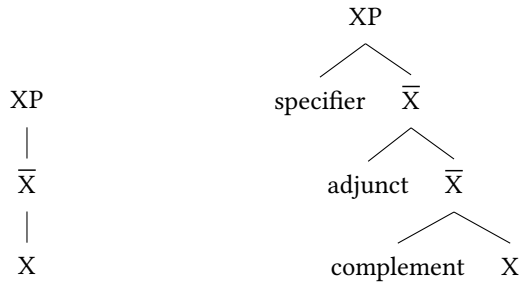 XP
X̅
X
XP
specifier X̅
adjunct X̅
complement X